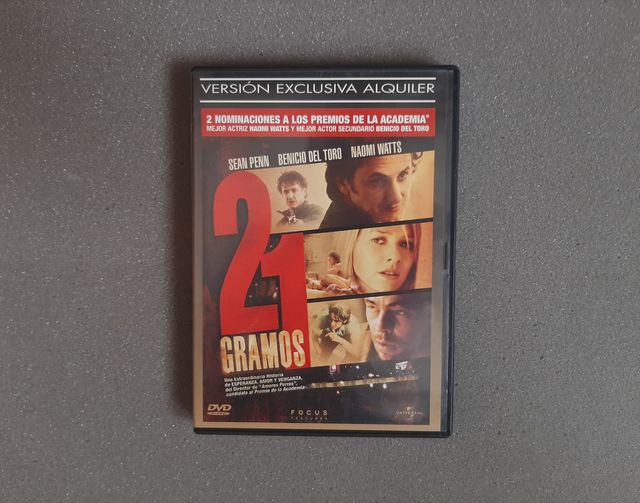 VERSIÓN EXCLUSIVA ALQUILER
2 NOMINACIONES A LOS PREMIOS DE LA ACADEMIA*
MEJOR ACTRIZ NAOMI WATTS Y MEJOR ACTOR SECUNDARIO BENICIO DEL TORO
SEAN PENN BENICIO DEL TORO NAOMI WATTS
21
GRAMOS
Una Extraordinaria Historia
de ESPERANZA, AMOR Y VENGANZA,
del Director de "Amores Perros",
candidata al Premio de la Academia
DVD
VIDEO
FOCUS
FEATURES
UNIVERSAL